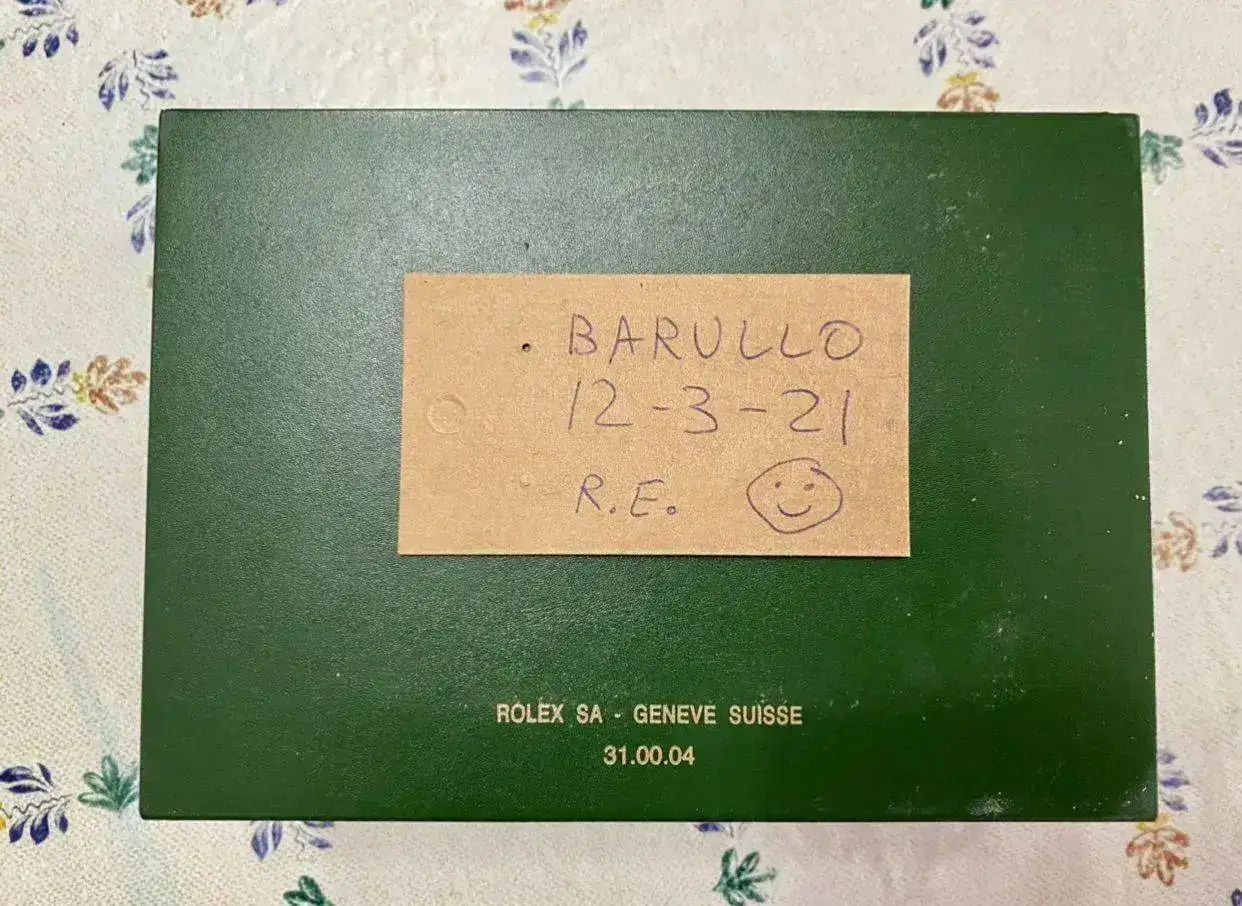 BARULLO
12-3-21
R.E.
ROLEX SA - GENEVE SUISSE
31.00.04